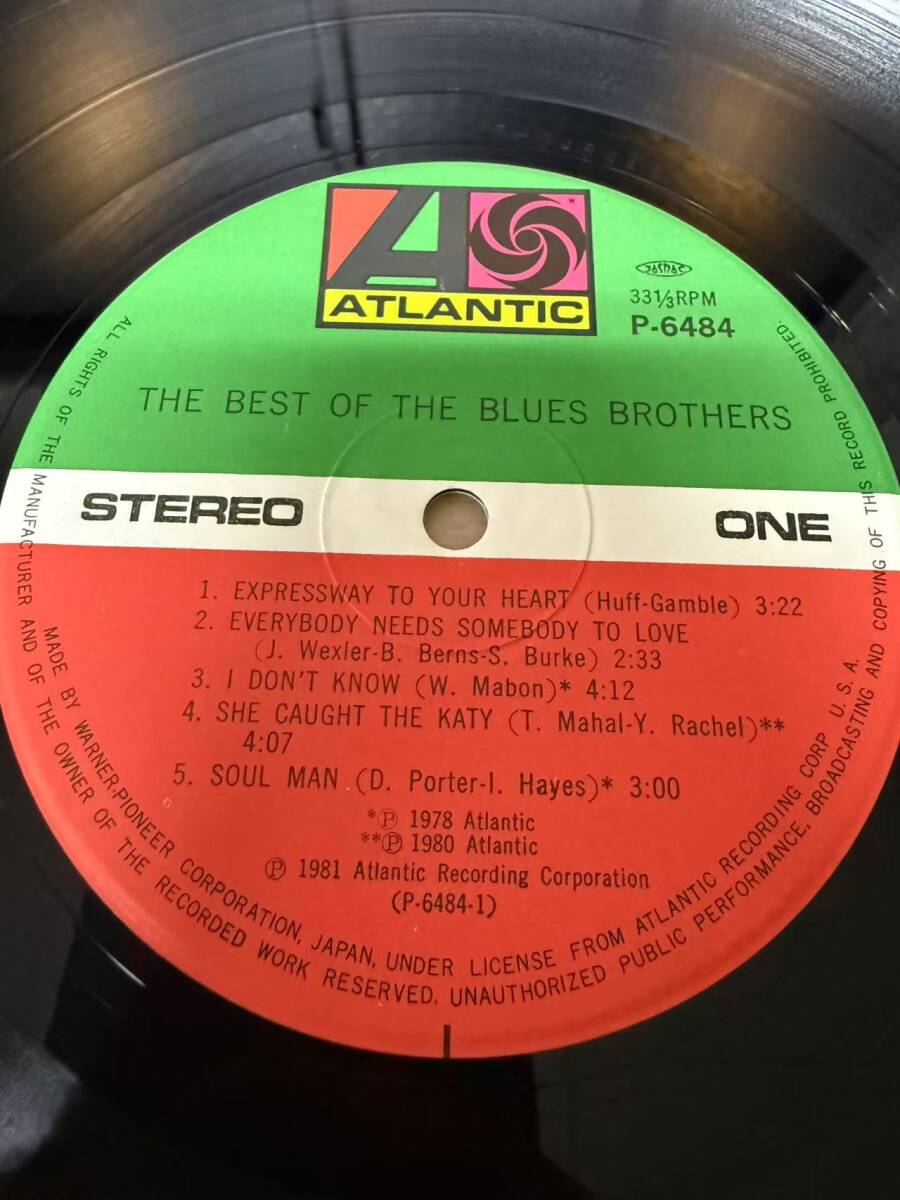 ATLANTIC
JASRAC
33⅓RPM
P-6484
THE BEST OF THE BLUES BROTHERS
STEREO
ONE
1. EXPRESSWAY TO YOUR HEART (Huff-Gamble) 3:22
2. EVERYBODY NEEDS SOMEBODY TO LOVE
(J. Wexler-B. Berns-S. Burke) 2:33
3. I DON'T KNOW (W. Mabon)* 4:12
4. SHE CAUGHT THE KATY (T. Mahal-Y. Rachel)**
4:07
5. SOUL MAN (D. Porter-I. Hayes)* 3:00
*Ⓟ 1978 Atlantic
**Ⓟ 1980 Atlantic
Ⓟ 1981 Atlantic Recording Corporation
(P-6484-1)
MADE BY WARNER-PIONEER CORPORATION, JAPAN, UNDER LICENSE FROM ATLANTIC RECORDING CORP U.S.A.
ALL RIGHTS OF THE MANUFACTURER AND OF THE OWNER OF THE RECORDED WORK RESERVED. UNAUTHORIZED PUBLIC PERFORMANCE, BROADCASTING AND COPYING OF THIS RECORD PROHIBITED.